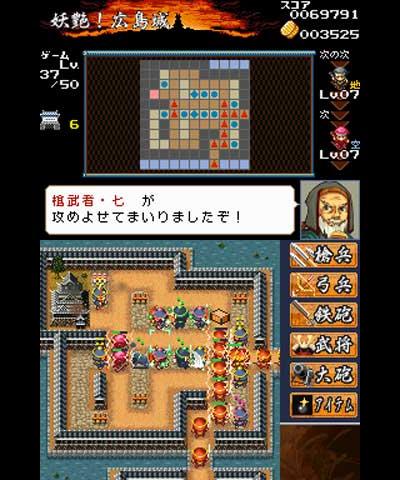 妖艶！広島城
スコア
0069791
003525
ゲーム
Lv.
37
/50
6
次の次
地
Lv.07
次
空
Lv.07
槍武者・七 が
攻めよせてまいりましたぞ！
槍兵
弓兵
鉄砲
武将
大砲
アイテム